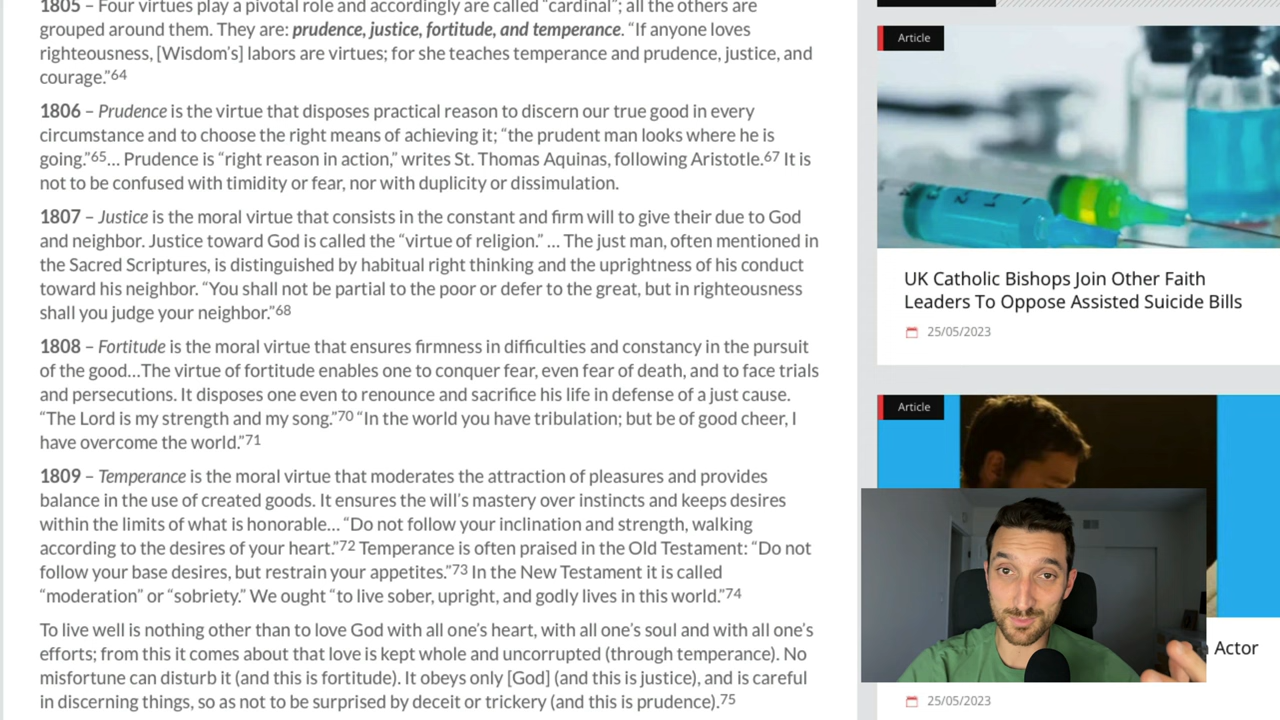 1805 – Four virtues play a pivotal role and accordingly are called “cardinal”; all the others are
grouped around them. They are: prudence, justice, fortitude, and temperance. “If anyone loves
righteousness, [Wisdom’s] labors are virtues; for she teaches temperance and prudence, justice, and
courage.”64
1806 – Prudence is the virtue that disposes practical reason to discern our true good in every
circumstance and to choose the right means of achieving it; “the prudent man looks where he is
going.”65… Prudence is “right reason in action,” writes St. Thomas Aquinas, following Aristotle.67 It is
not to be confused with timidity or fear, nor with duplicity or dissimulation.
1807 – Justice is the moral virtue that consists in the constant and firm will to give their due to God
and neighbor. Justice toward God is called the “virtue of religion.” … The just man, often mentioned in
the Sacred Scriptures, is distinguished by habitual right thinking and the uprightness of his conduct
toward his neighbor. “You shall not be partial to the poor or defer to the great, but in righteousness
shall you judge your neighbor.”68
1808 – Fortitude is the moral virtue that ensures firmness in difficulties and constancy in the pursuit
of the good…The virtue of fortitude enables one to conquer fear, even fear of death, and to face trials
and persecutions. It disposes one even to renounce and sacrifice his life in defense of a just cause.
“The Lord is my strength and my song.”70 “In the world you have tribulation; but be of good cheer, I
have overcome the world.”71
1809 – Temperance is the moral virtue that moderates the attraction of pleasures and provides
balance in the use of created goods. It ensures the will’s mastery over instincts and keeps desires
within the limits of what is honorable… “Do not follow your inclination and strength, walking
according to the desires of your heart.”72 Temperance is often praised in the Old Testament: “Do not
follow your base desires, but restrain your appetites.”73 In the New Testament it is called
“moderation” or “sobriety.” We ought “to live sober, upright, and godly lives in this world.”74
To live well is nothing other than to love God with all one’s heart, with all one’s soul and with all one’s
efforts; from this it comes about that love is kept whole and uncorrupted (through temperance). No
misfortune can disturb it (and this is fortitude). It obeys only [God] (and this is justice), and is careful
in discerning things, so as not to be surprised by deceit or trickery (and this is prudence).75
Article
UK Catholic Bishops Join Other Faith
Leaders To Oppose Assisted Suicide Bills
25/05/2023
Article
Actor
25/05/2023